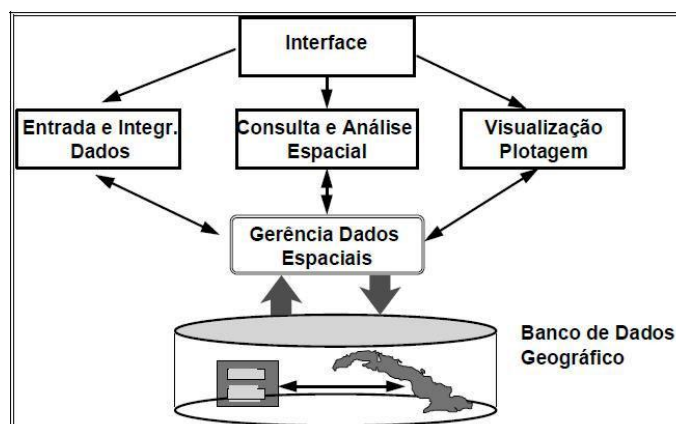 Interface
Entrada e Integr.
Dados
Consulta e Análise
Espacial
Visualização
Plotagem
Gerência Dados
Espaciais
Banco de Dados
Geográfico